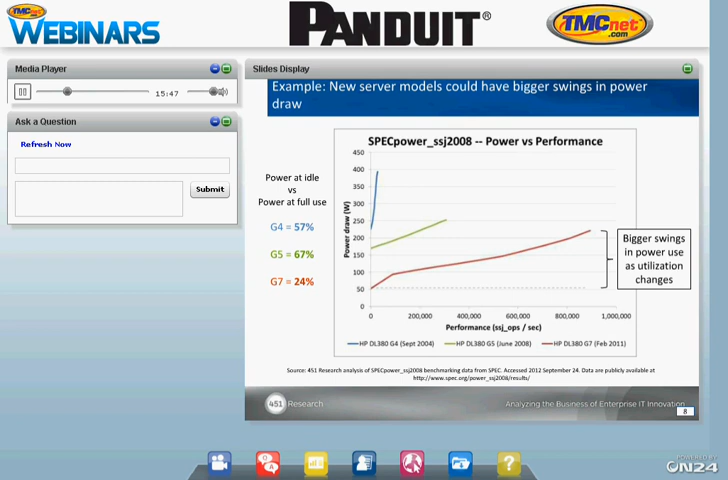 TMCnet
WEBINARS
PANDUIT®
TMCnet
.com
Media Player
15:47
Ask a Question
Refresh Now
Submit
Slides Display
Example: New server models could have bigger swings in power
draw
Power at idle
vs
Power at full use
G4 = 57%
G5 = 67%
G7 = 24%
SPECpower_ssj2008 -- Power vs Performance
Power draw (W)
450
400
350
300
250
200
150
100
50
0
0
200,000
400,000
600,000
800,000
1,000,000
Performance (ssj_ops / sec)
HP DL380 G4 (Sept 2004)
HP DL380 G5 (June 2008)
HP DL380 G7 (Feb 2011)
Bigger swings
in power use
as utilization
changes
Source: 451 Research analysis of SPECpower_ssj2008 benchmarking data from SPEC. Accessed 2012 September 24. Data are publicly available at
http://www.spec.org/power_ssj2008/results/
451 Research
Analyzing the Business of Enterprise IT Innovation
8
Q
A
?
POWERED BY
ON24